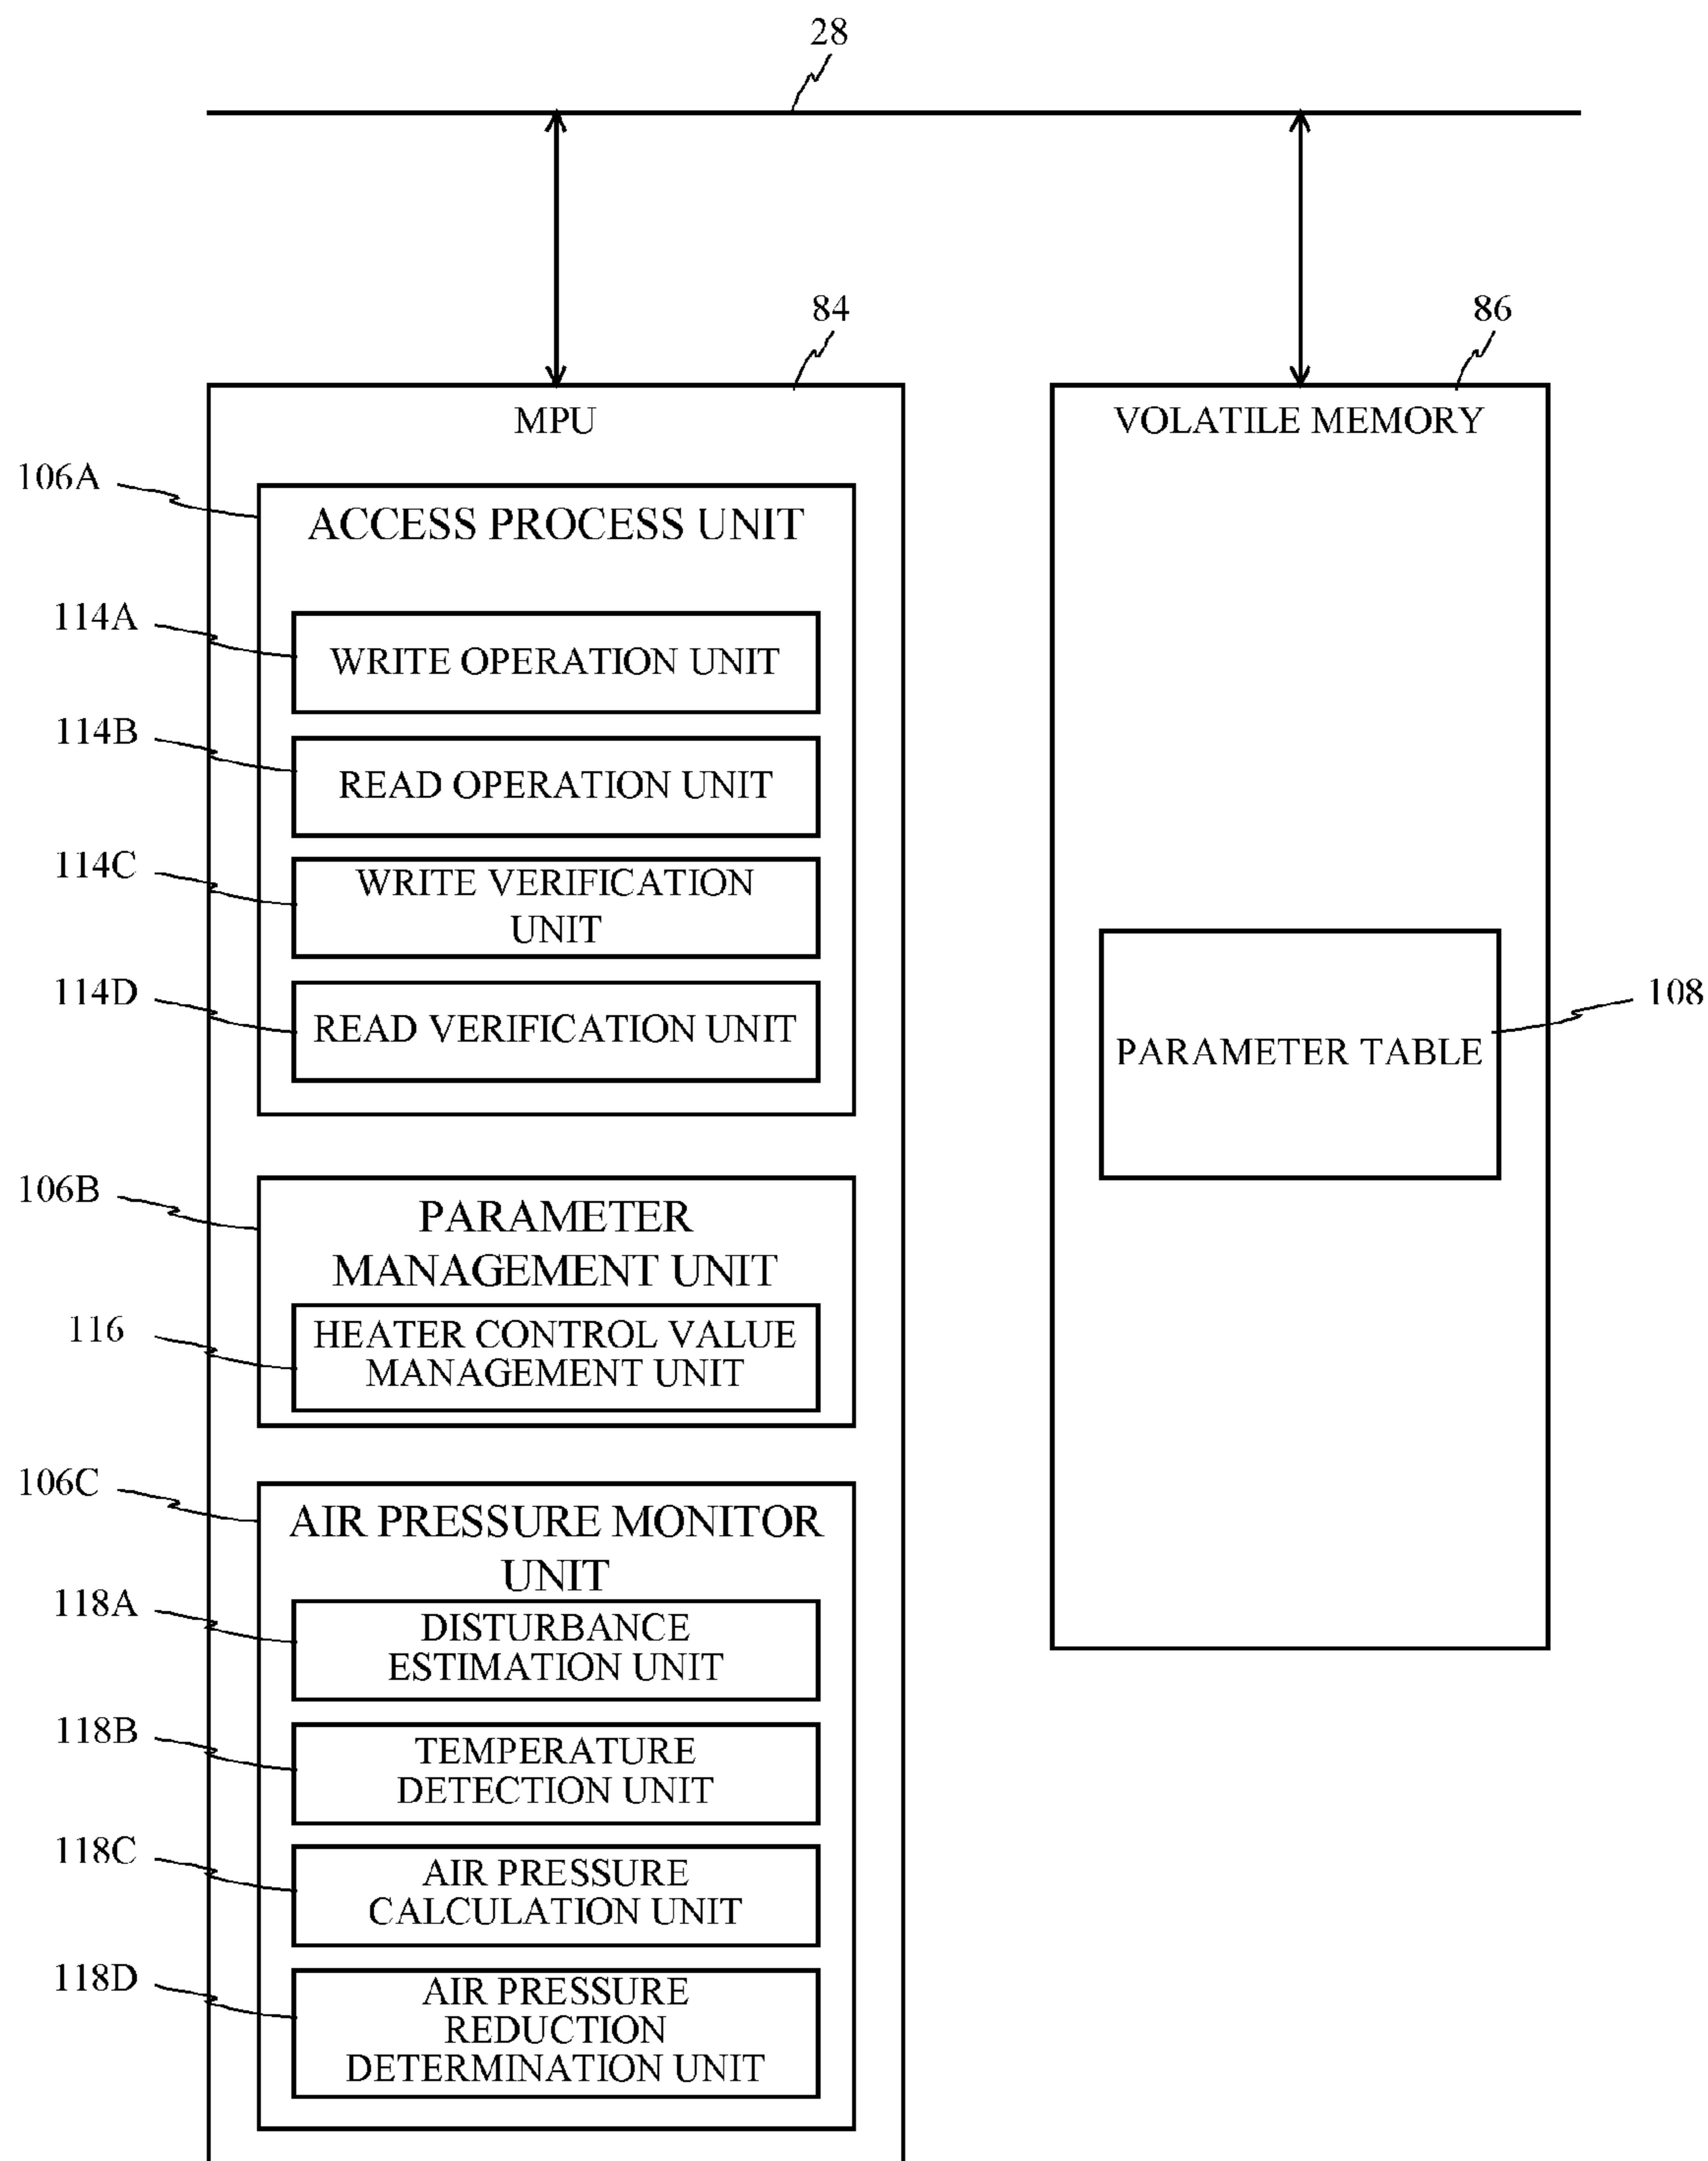 28
84
86
MPU
VOLATILE MEMORY
106A
ACCESS PROCESS UNIT
114A
WRITE OPERATION UNIT
114B
READ OPERATION UNIT
114C
WRITE VERIFICATION
UNIT
114D
READ VERIFICATION UNIT
108
PARAMETER TABLE
106B
PARAMETER
MANAGEMENT UNIT
116
HEATER CONTROL VALUE
MANAGEMENT UNIT
106C
AIR PRESSURE MONITOR
UNIT
118A
DISTURBANCE
ESTIMATION UNIT
118B
TEMPERATURE
DETECTION UNIT
118C
AIR PRESSURE
CALCULATION UNIT
118D
AIR PRESSURE
REDUCTION
DETERMINATION UNIT